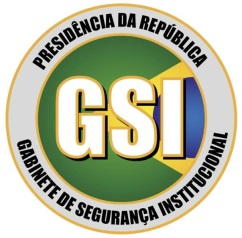 PRESIDÊNCIA DA REPÚBLICA
GSI
GABINETE DE SEGURANÇA INSTITUCIONAL